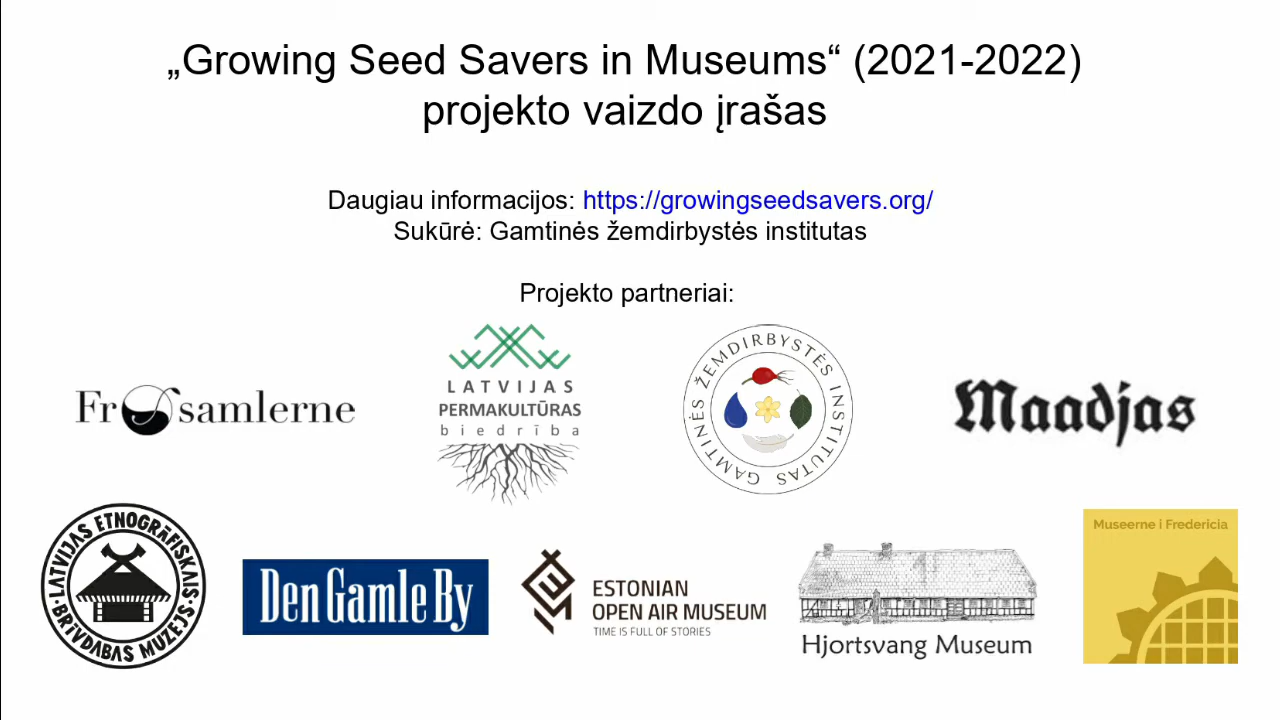 „Growing Seed Savers in Museums“ (2021-2022)
projekto vaizdo įrašas
Daugiau informacijos: https://growingseedsavers.org/
Sukūrė: Gamtinės žemdirbystės institutas
Projekto partneriai:
Frøsamlerne
LATVIJAS
PERMAKULTŪRAS
biedrība
GAMTINĖS ŽEMDIRBYSTĖS INSTITUTAS
Maadjas
LATVIJAS ETNOGRĀFISKAIS
BRĪVDABAS MUZEJS
Den Gamle By
ESTONIAN
OPEN AIR MUSEUM
TIME IS FULL OF STORIES
Hjortsvang Museum
Museerne i Fredericia